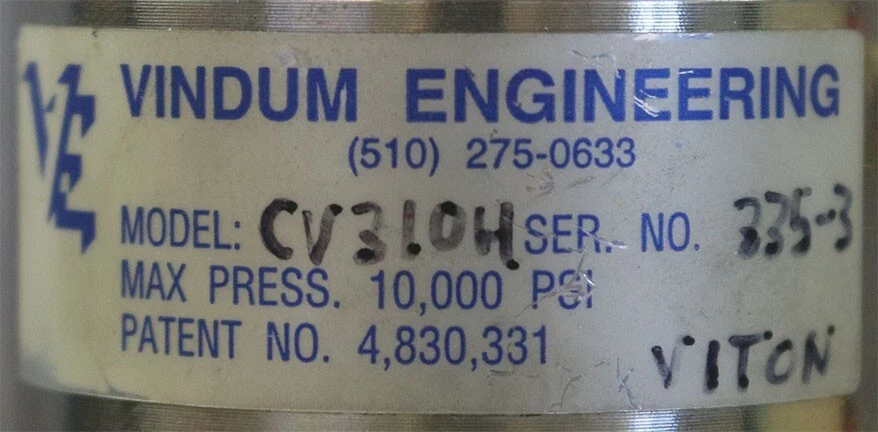 VE VINDUM ENGINEERING
(510) 275-0633
MODEL: CV310H SER. NO. 335-3
MAX PRESS. 10,000 PSI
PATENT NO. 4,830,331
VITON